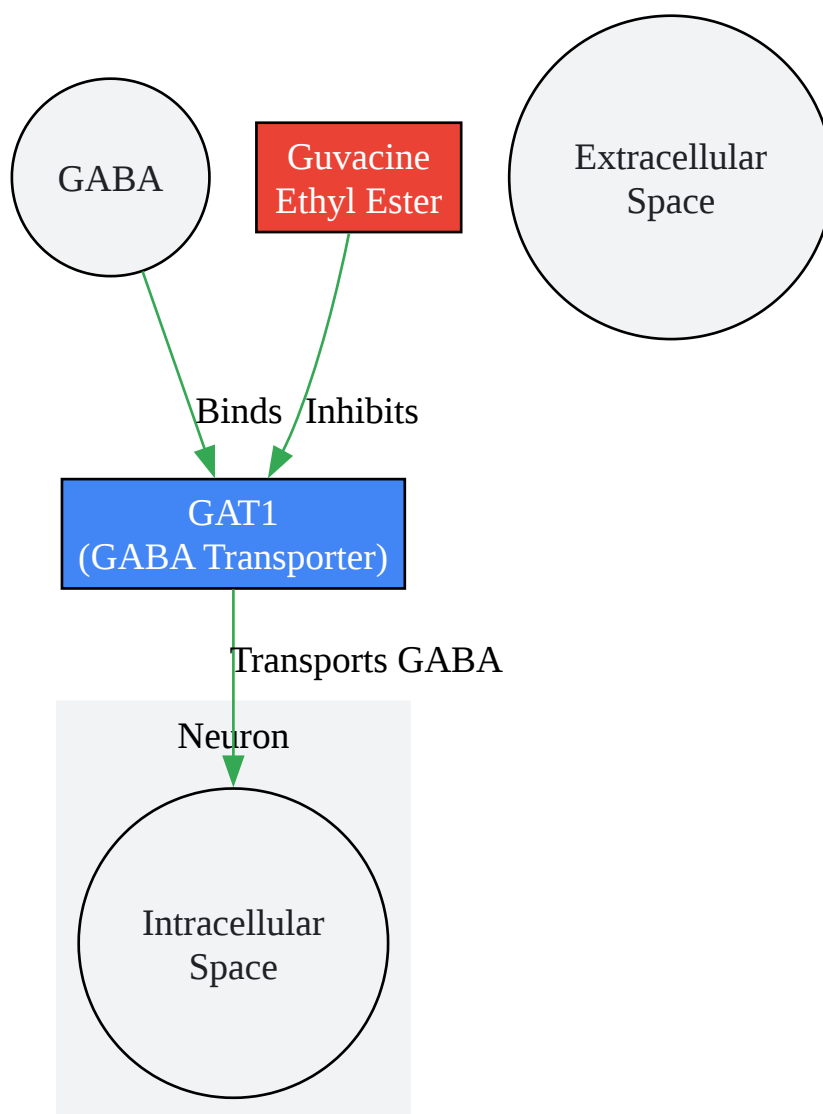 GABA
Guvacine
Ethyl Ester
Extracellular
Space
Binds
Inhibits
GAT1
(GABA Transporter)
Transports GABA
Neuron
Intracellular
Space